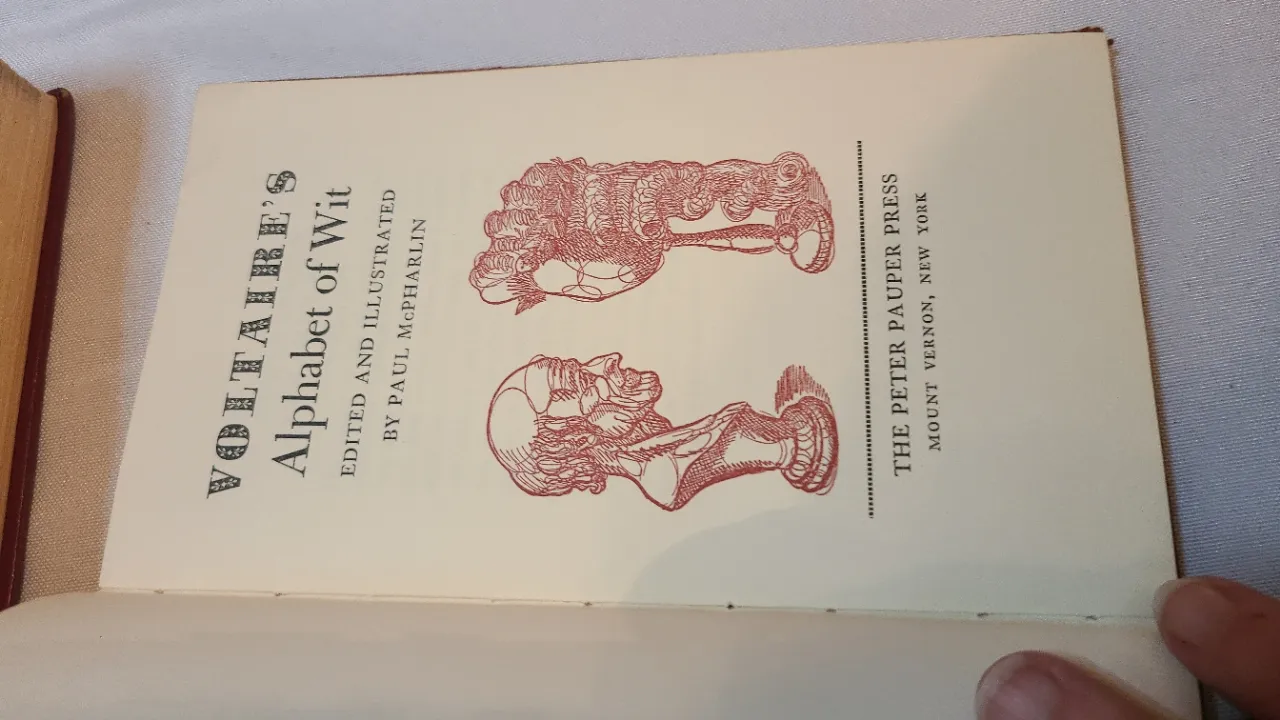 VOLTAIRE'S
Alphabet of Wit
EDITED AND ILLUSTRATED
BY PAUL McPHARLIN
THE PETER PAUPER PRESS
MOUNT VERNON, NEW YORK